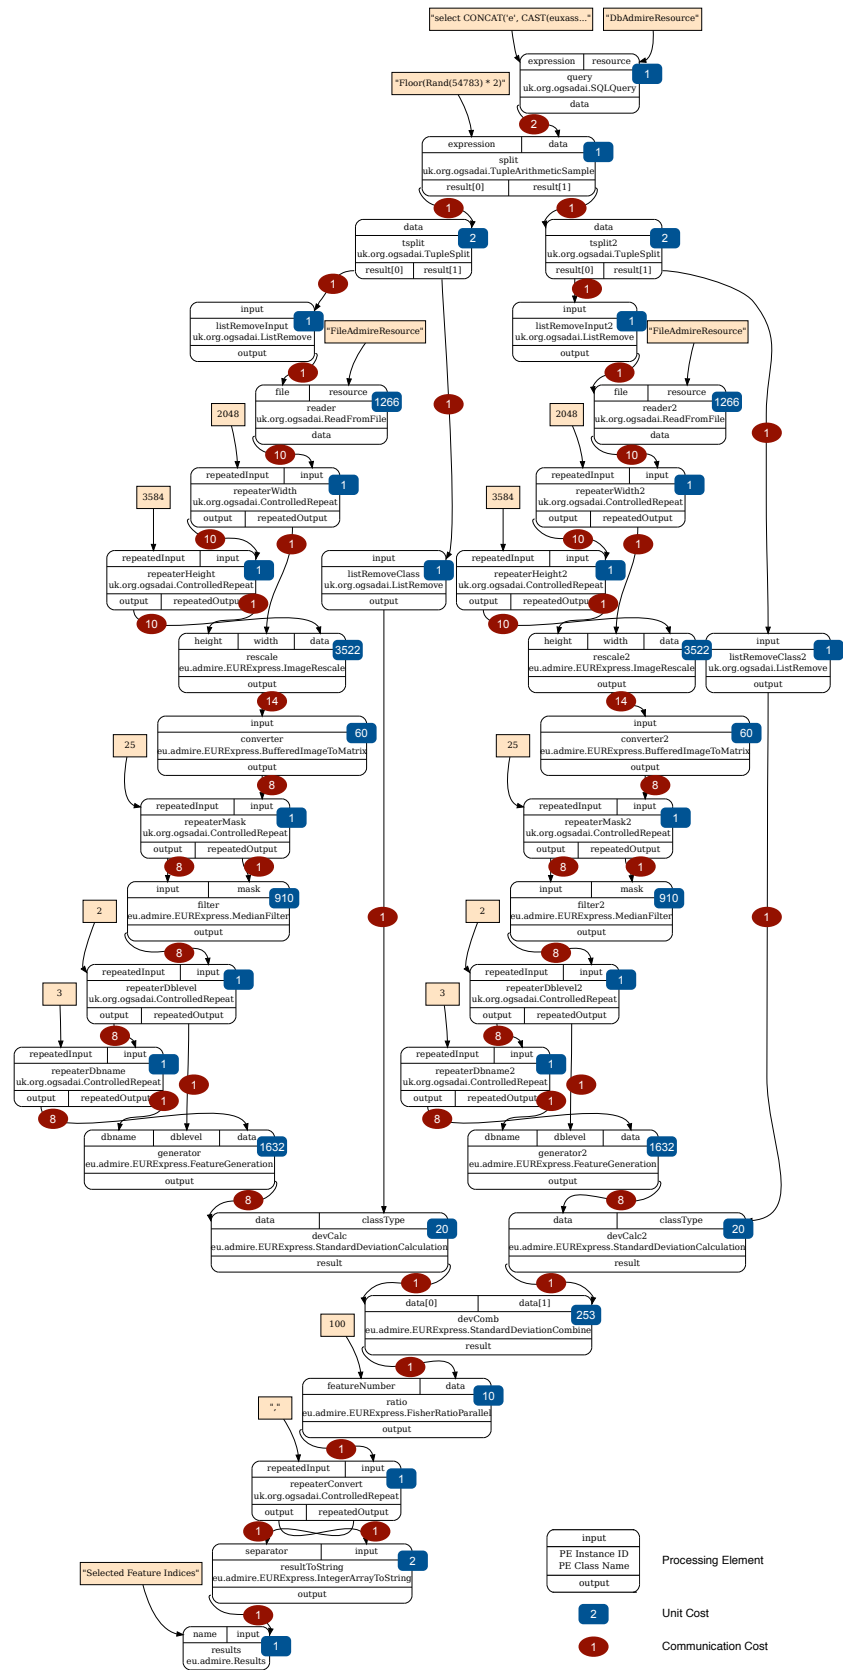 "select CONCAT('e', CAST(euxass..."
"DbAdmireResource"
expression resource
1
query
uk.org.ogsadai.SQLQuery
data
"Floor(Rand(54783) * 2)"
2
expression data
1
split
uk.org.ogsadai.TupleArithmeticSample
result[0] result[1]
1 1
data
2
tsplit
uk.org.ogsadai.TupleSplit
result[0] result[1]
data
2
tsplit2
uk.org.ogsadai.TupleSplit
result[0] result[1]
1 1
input
1
listRemoveInput
uk.org.ogsadai.ListRemove
output
"FileAdmireResource"
input
1
listRemoveInput2
uk.org.ogsadai.ListRemove
output
"FileAdmireResource"
1 1
file resource
1266
reader
uk.org.ogsadai.ReadFromFile
data
file resource
1266
reader2
uk.org.ogsadai.ReadFromFile
data
2048
1
2048
1
10 10
repeatedInput input
1
repeaterWidth
uk.org.ogsadai.ControlledRepeat
output repeatedOutput
repeatedInput input
1
repeaterWidth2
uk.org.ogsadai.ControlledRepeat
output repeatedOutput
3584
10 1
3584
10 1
repeatedInput input
1
repeaterHeight
uk.org.ogsadai.ControlledRepeat
output repeatedOutput
1
input
1
listRemoveClass
uk.org.ogsadai.ListRemove
output
repeatedInput input
1
repeaterHeight2
uk.org.ogsadai.ControlledRepeat
output repeatedOutput
1
10 10
height width data
3522
rescale
eu.admire.EURExpress.ImageRescale
output
height width data
3522
rescale2
eu.admire.EURExpress.ImageRescale
output
input
1
listRemoveClass2
uk.org.ogsadai.ListRemove
output
14 14
input
60
converter
eu.admire.EURExpress.BufferedImageToMatrix
output
input
60
converter2
eu.admire.EURExpress.BufferedImageToMatrix
output
25
8
25
8
repeatedInput input
1
repeaterMask
uk.org.ogsadai.ControlledRepeat
output repeatedOutput
repeatedInput input
1
repeaterMask2
uk.org.ogsadai.ControlledRepeat
output repeatedOutput
8 1
8 1
input mask
910
filter
eu.admire.EURExpress.MedianFilter
output
input mask
910
filter2
eu.admire.EURExpress.MedianFilter
output
2
1
2
1
8 8
repeatedInput input
1
repeaterDblevel
uk.org.ogsadai.ControlledRepeat
output repeatedOutput
repeatedInput input
1
repeaterDblevel2
uk.org.ogsadai.ControlledRepeat
output repeatedOutput
3
8
3
8
repeatedInput input
1
repeaterDbname
uk.org.ogsadai.ControlledRepeat
output repeatedOutput
1 1
repeatedInput input
1
repeaterDbname2
uk.org.ogsadai.ControlledRepeat
output repeatedOutput
1 1
8 8
dbname dblevel data
1632
generator
eu.admire.EURExpress.FeatureGeneration
output
dbname dblevel data
1632
generator2
eu.admire.EURExpress.FeatureGeneration
output
8 8
data classType
20
devCalc
eu.admire.EURExpress.StandardDeviationCalculation
result
data classType
20
devCalc2
eu.admire.EURExpress.StandardDeviationCalculation
result
1 1
data[0] data[1]
253
devComb
eu.admire.EURExpress.StandardDeviationCombine
result
100
1
featureNumber data
10
ratio
eu.admire.EURExpress.FisherRatioParallel
output
","
1
repeatedInput input
1
repeaterConvert
uk.org.ogsadai.ControlledRepeat
output repeatedOutput
1 1
separator input
2
resultToString
eu.admire.EURExpress.IntegerArrayToString
output
"Selected Feature Indices"
1
name input
1
results
eu.admire.Results
input
PE Instance ID
PE Class Name
output
Processing Element
2 Unit Cost
1 Communication Cost